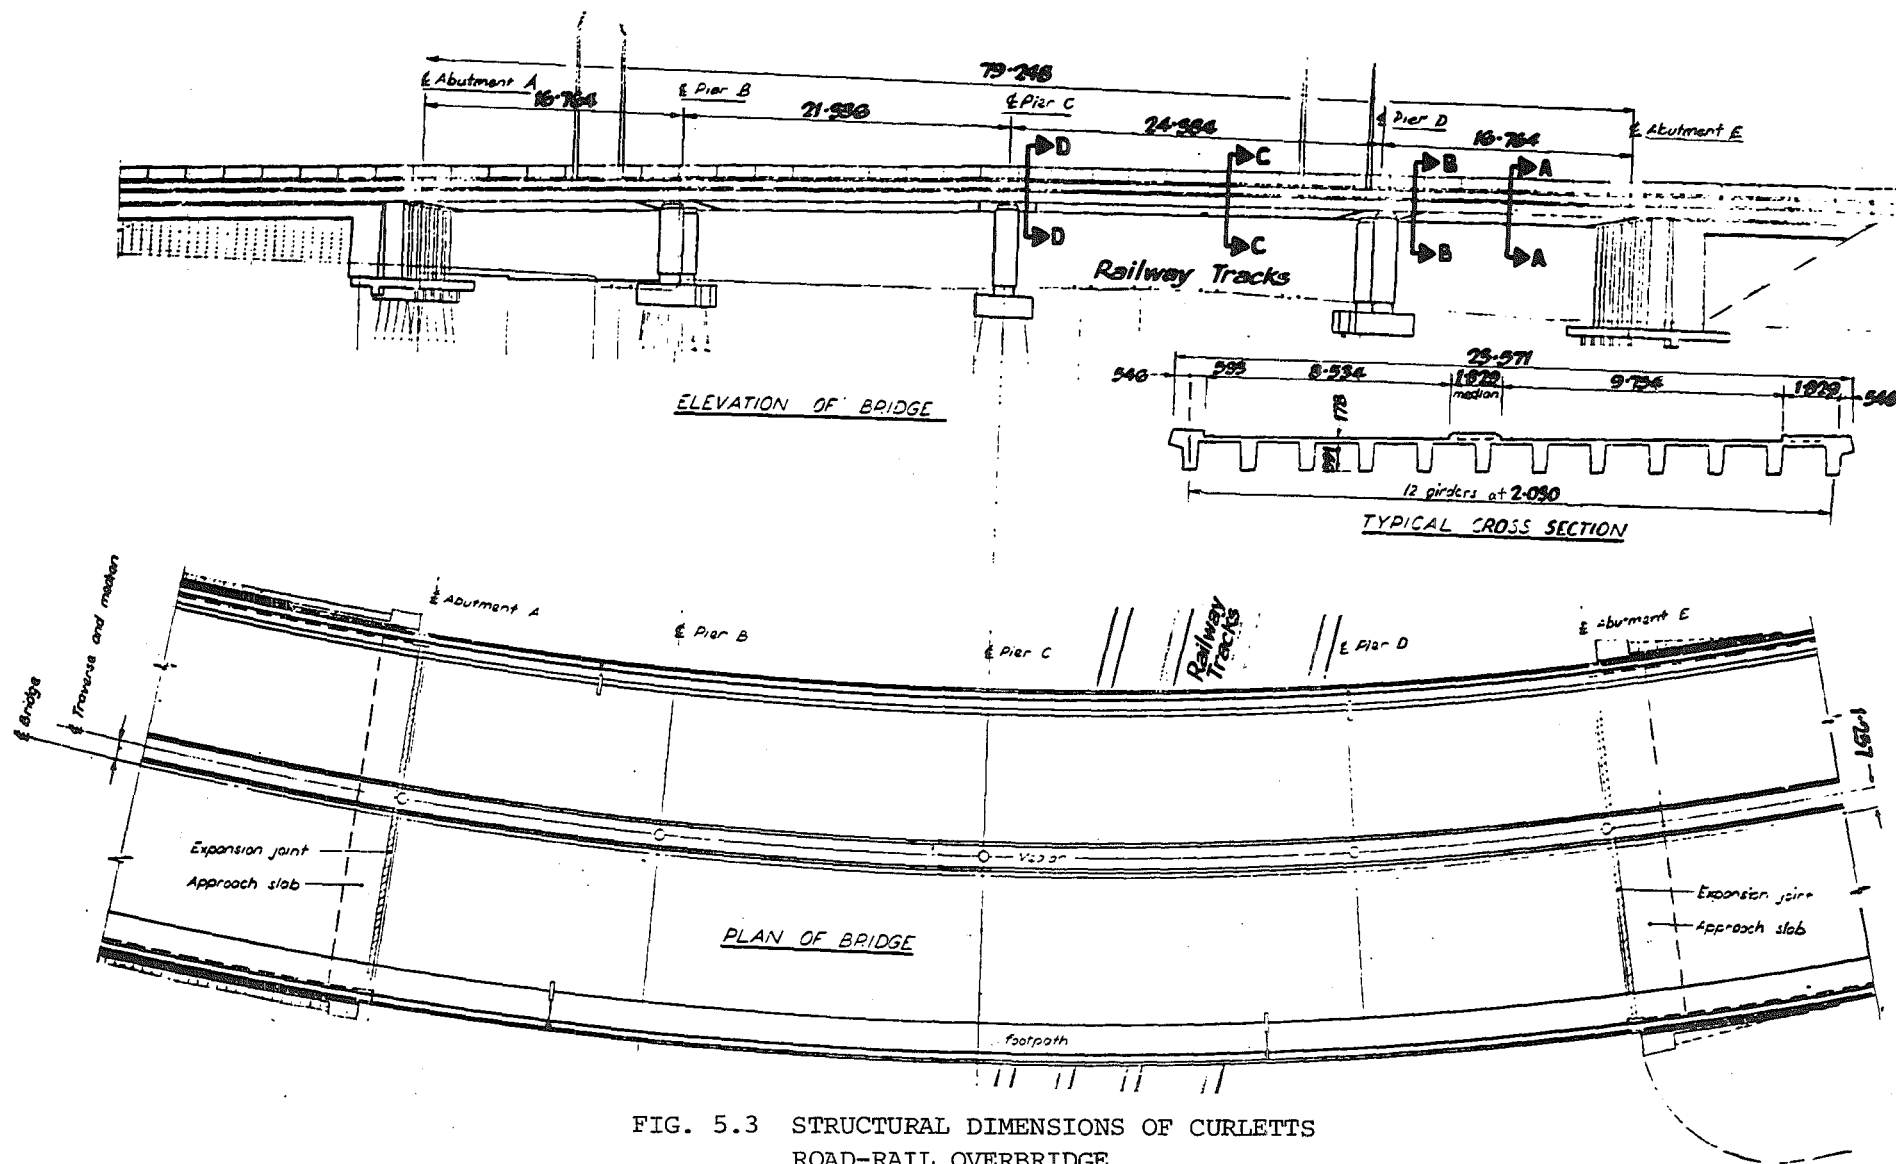 79·248
℄ Abutment A
16·764
℄ Pier B
21·336
℄ Pier C
24·384
℄ Pier D
16·764
℄ Abutment E
D
C
B
A
D
C
B
A
Railway Tracks
ELEVATION OF BRIDGE
23·571
546
593
8·534
1·829
median
9·754
1·829
546
178
591
12 girders at 2·030
TYPICAL CROSS SECTION
℄ Bridge
℄ Traverse and median
℄ Abutment A
℄ Pier B
℄ Pier C
Railway
Tracks
℄ Pier D
℄ Abutment E
Expansion joint
Approach slab
Expansion joint
Approach slab
PLAN OF BRIDGE
footpath
FIG. 5.3 STRUCTURAL DIMENSIONS OF CURLETTS
ROAD-RAIL OVERBRIDGE